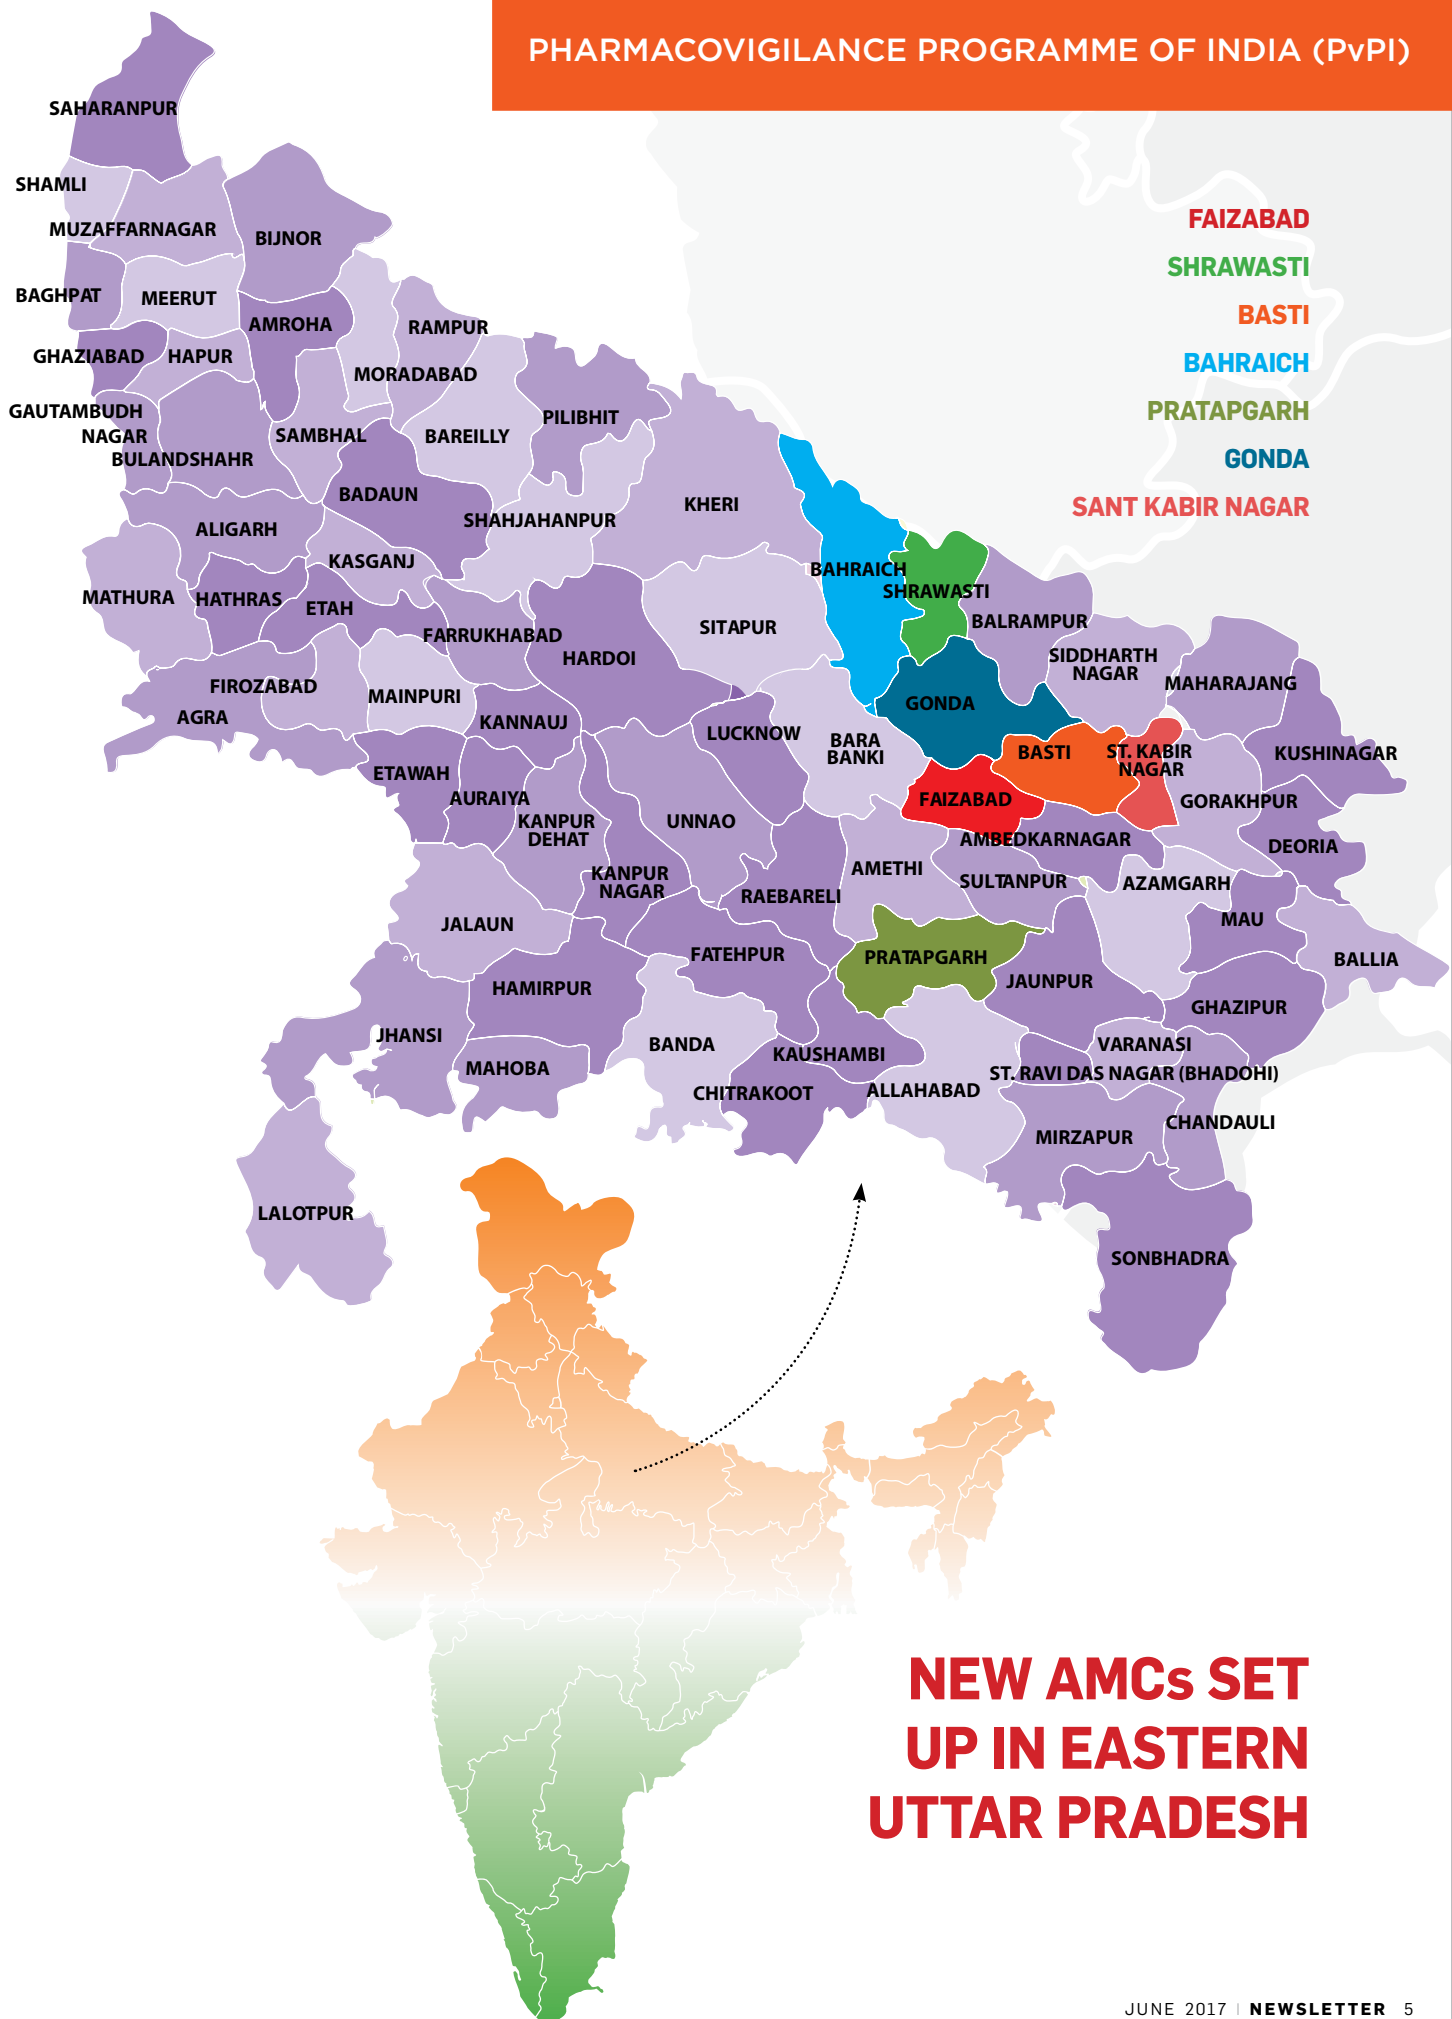 PHARMACOVIGILANCE PROGRAMME OF INDIA (PvPI)
SAHARANPUR
SHAMLI
MUZAFFARNAGAR
BIJNOR
BAGHPAT
MEERUT
AMROHA
RAMPUR
GHAZIABAD
HAPUR
MORADABAD
GAUTAMBUDH
NAGAR
BULANDSHAHR
SAMBHAL
BAREILLY
PILIBHIT
BADAUN
SHAHJAHANPUR
KHERI
ALIGARH
KASGANJ
MATHURA
HATHRAS
ETAH
FARRUKHABAD
HARDOI
SITAPUR
BAHRAICH
SHRAWASTI
BALRAMPUR
SIDDHARTH
NAGAR
MAHARAJANG
FIROZABAD
AGRA
MAINPURI
KANNAUJ
LUCKNOW
BARA
BANKI
GONDA
BASTI
ST. KABIR
NAGAR
KUSHINAGAR
ETAWAH
AURAIYA
KANPUR
DEHAT
UNNAO
FAIZABAD
GORAKHPUR
AMBEDKARNAGAR
DEORIA
KANPUR
NAGAR
RAEBARELI
AMETHI
SULTANPUR
AZAMGARH
MAU
JALAUN
FATEHPUR
PRATAPGARH
JAUNPUR
BALLIA
HAMIRPUR
GHAZIPUR
JHANSI
MAHOBA
BANDA
KAUSHAMBI
VARANASI
ST. RAVI DAS NAGAR (BHADOHI)
CHITRAKOOT
ALLAHABAD
MIRZAPUR
CHANDAULI
LALOTPUR
SONBHADRA
FAIZABAD
SHRAWASTI
BASTI
BAHRAICH
PRATAPGARH
GONDA
SANT KABIR NAGAR
NEW AMCs SET
UP IN EASTERN
UTTAR PRADESH
JUNE 2017 | NEWSLETTER 5